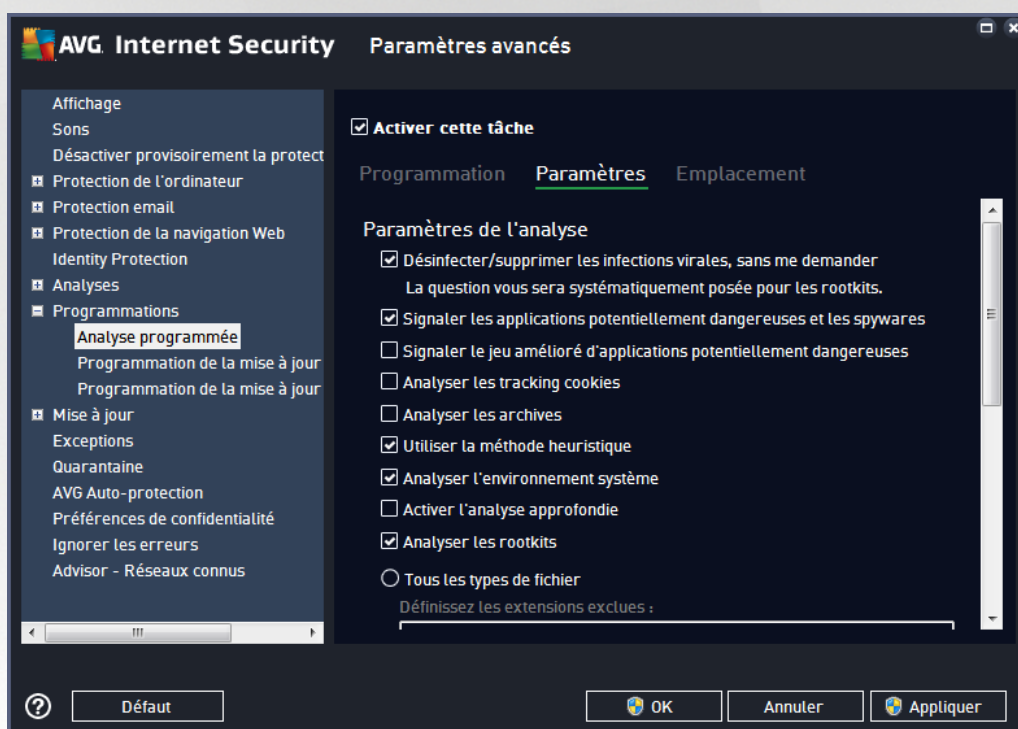 AVG. Internet Security Paramètres avancés
Affichage
Sons
Désactiver provisoirement la protect
Protection de l'ordinateur
Protection email
Protection de la navigation Web
Identity Protection
Analyses
Programmations
Analyse programmée
Programmation de la mise à jour
Programmation de la mise à jour
Mise à jour
Exceptions
Quarantaine
AVG Auto-protection
Préférences de confidentialité
Ignorer les erreurs
Advisor - Réseaux connus
Activer cette tâche
Programmation Paramètres Emplacement
Paramètres de l'analyse
Désinfecter/supprimer les infections virales, sans me demander
La question vous sera systématiquement posée pour les rootkits.
Signaler les applications potentiellement dangereuses et les spywares
Signaler le jeu amélioré d'applications potentiellement dangereuses
Analyser les tracking cookies
Analyser les archives
Utiliser la méthode heuristique
Analyser l'environnement système
Activer l'analyse approfondie
Analyser les rootkits
Tous les types de fichier
Définissez les extensions exclues :
? Défaut OK Annuler Appliquer